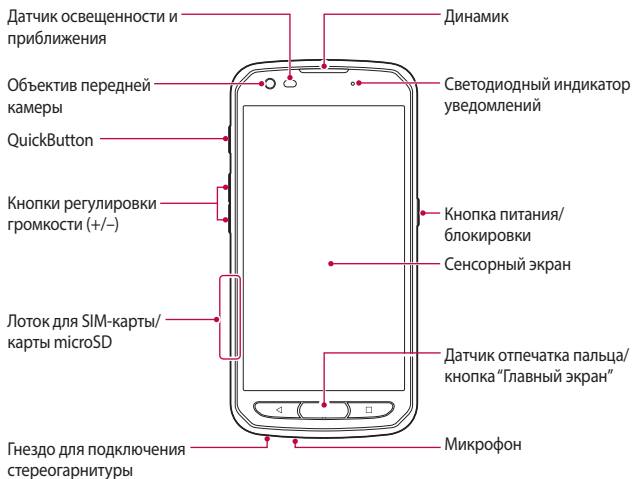 Датчик освещенности и
приближения
Объектив передней
камеры
QuickButton
Кнопки регулировки
громкости (+/–)
Лоток для SIM-карты/
карты microSD
Гнездо для подключения
стереогарнитуры
Динамик
Светодиодный индикатор
уведомлений
Кнопка питания/
блокировки
Сенсорный экран
Датчик отпечатка пальца/
кнопка “Главный экран”
Микрофон